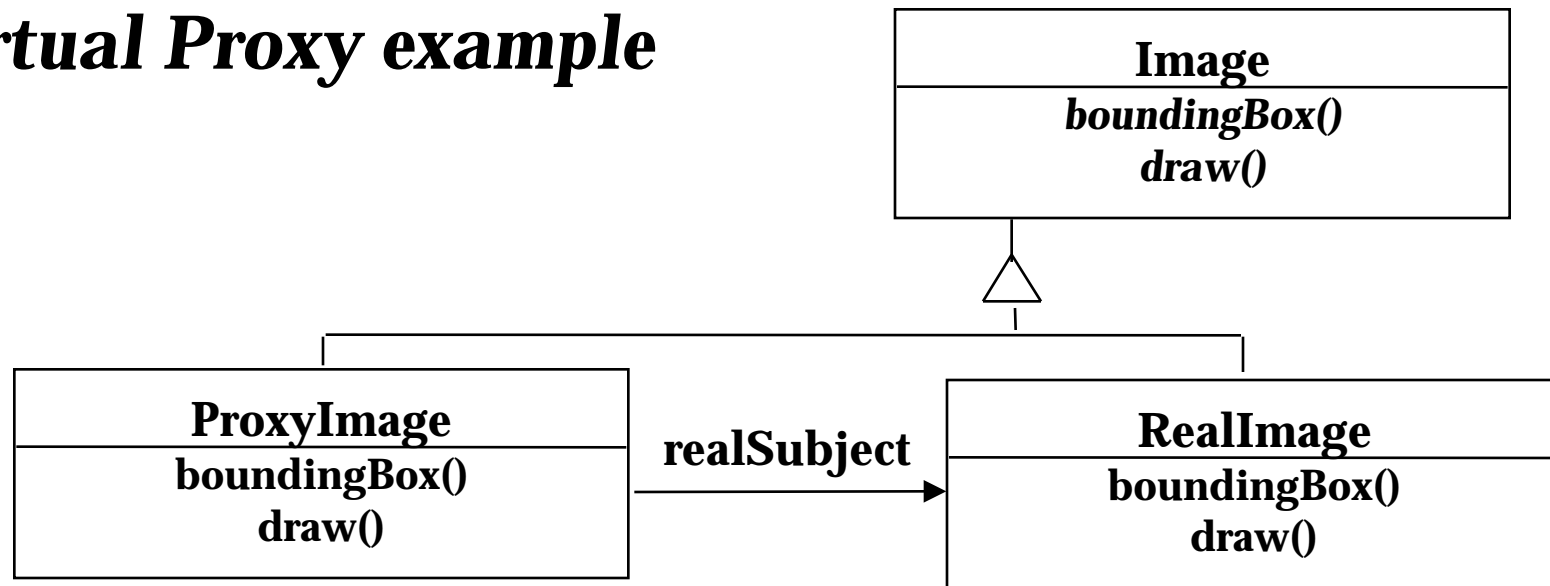 rtual Proxy example
Image
boundingBox()
draw()
ProxyImage
boundingBox()
draw()
realSubject
RealImage
boundingBox()
draw()